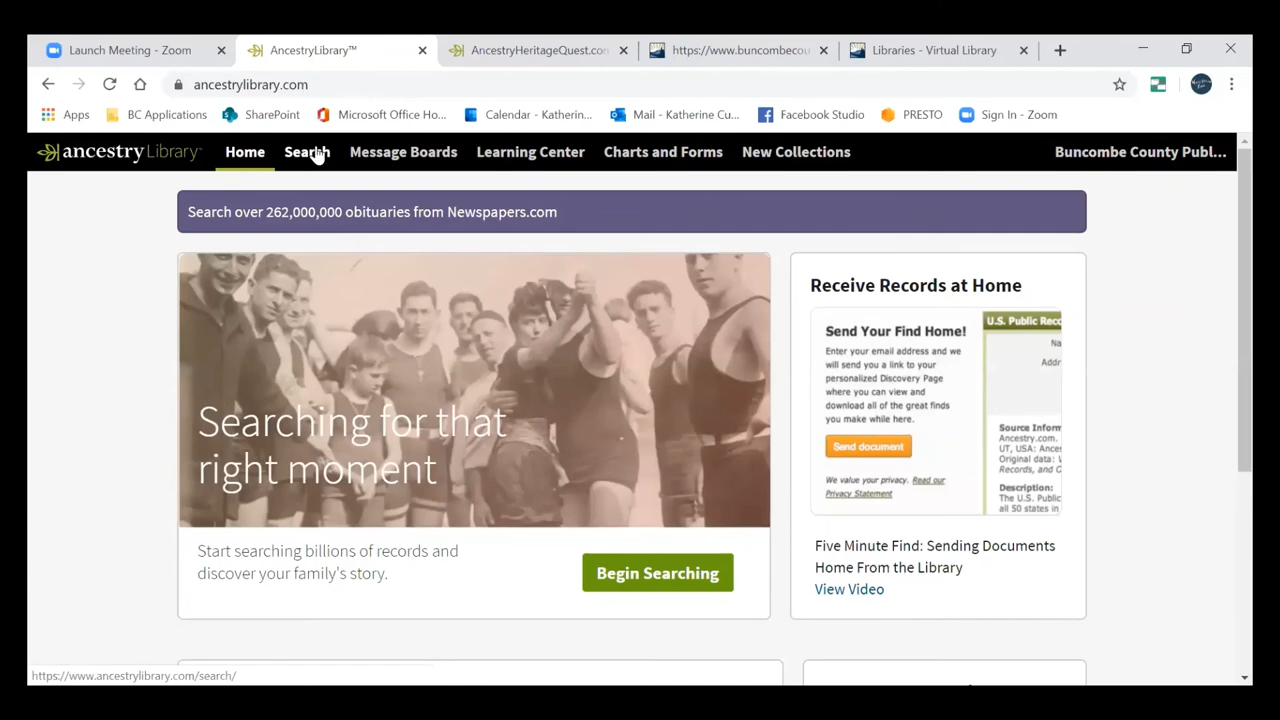 Launch Meeting - Zoom
AncestryLibrary™
AncestryHeritageQuest.con
https://www.buncombecou
Libraries - Virtual Library
ancestrylibrary.com
Apps
BC Applications
SharePoint
Microsoft Office Ho...
Calendar - Katherin...
Mail - Katherine Cu...
Facebook Studio
PRESTO
Sign In - Zoom
ancestryLibrary™
Home
Search
Message Boards
Learning Center
Charts and Forms
New Collections
Buncombe County Publ...
Search over 262,000,000 obituaries from Newspapers.com
Searching for that
right moment
Start searching billions of records and
discover your family's story.
Begin Searching
Receive Records at Home
Send Your Find Home!
Enter your email address and we
will send you a link to your
personalized Discovery Page
where you can view and
download all of the great finds
you make while here.
Send document
We value your privacy. Read our
Privacy Statement
U.S. Public Reco
Na
Addr
Source Inform
Ancestry.com.
UT, USA: Ances
Original data:
Records, and C
Description:
The U.S. Public
all 50 states in
Five Minute Find: Sending Documents
Home From the Library
View Video
https://www.ancestrylibrary.com/search/